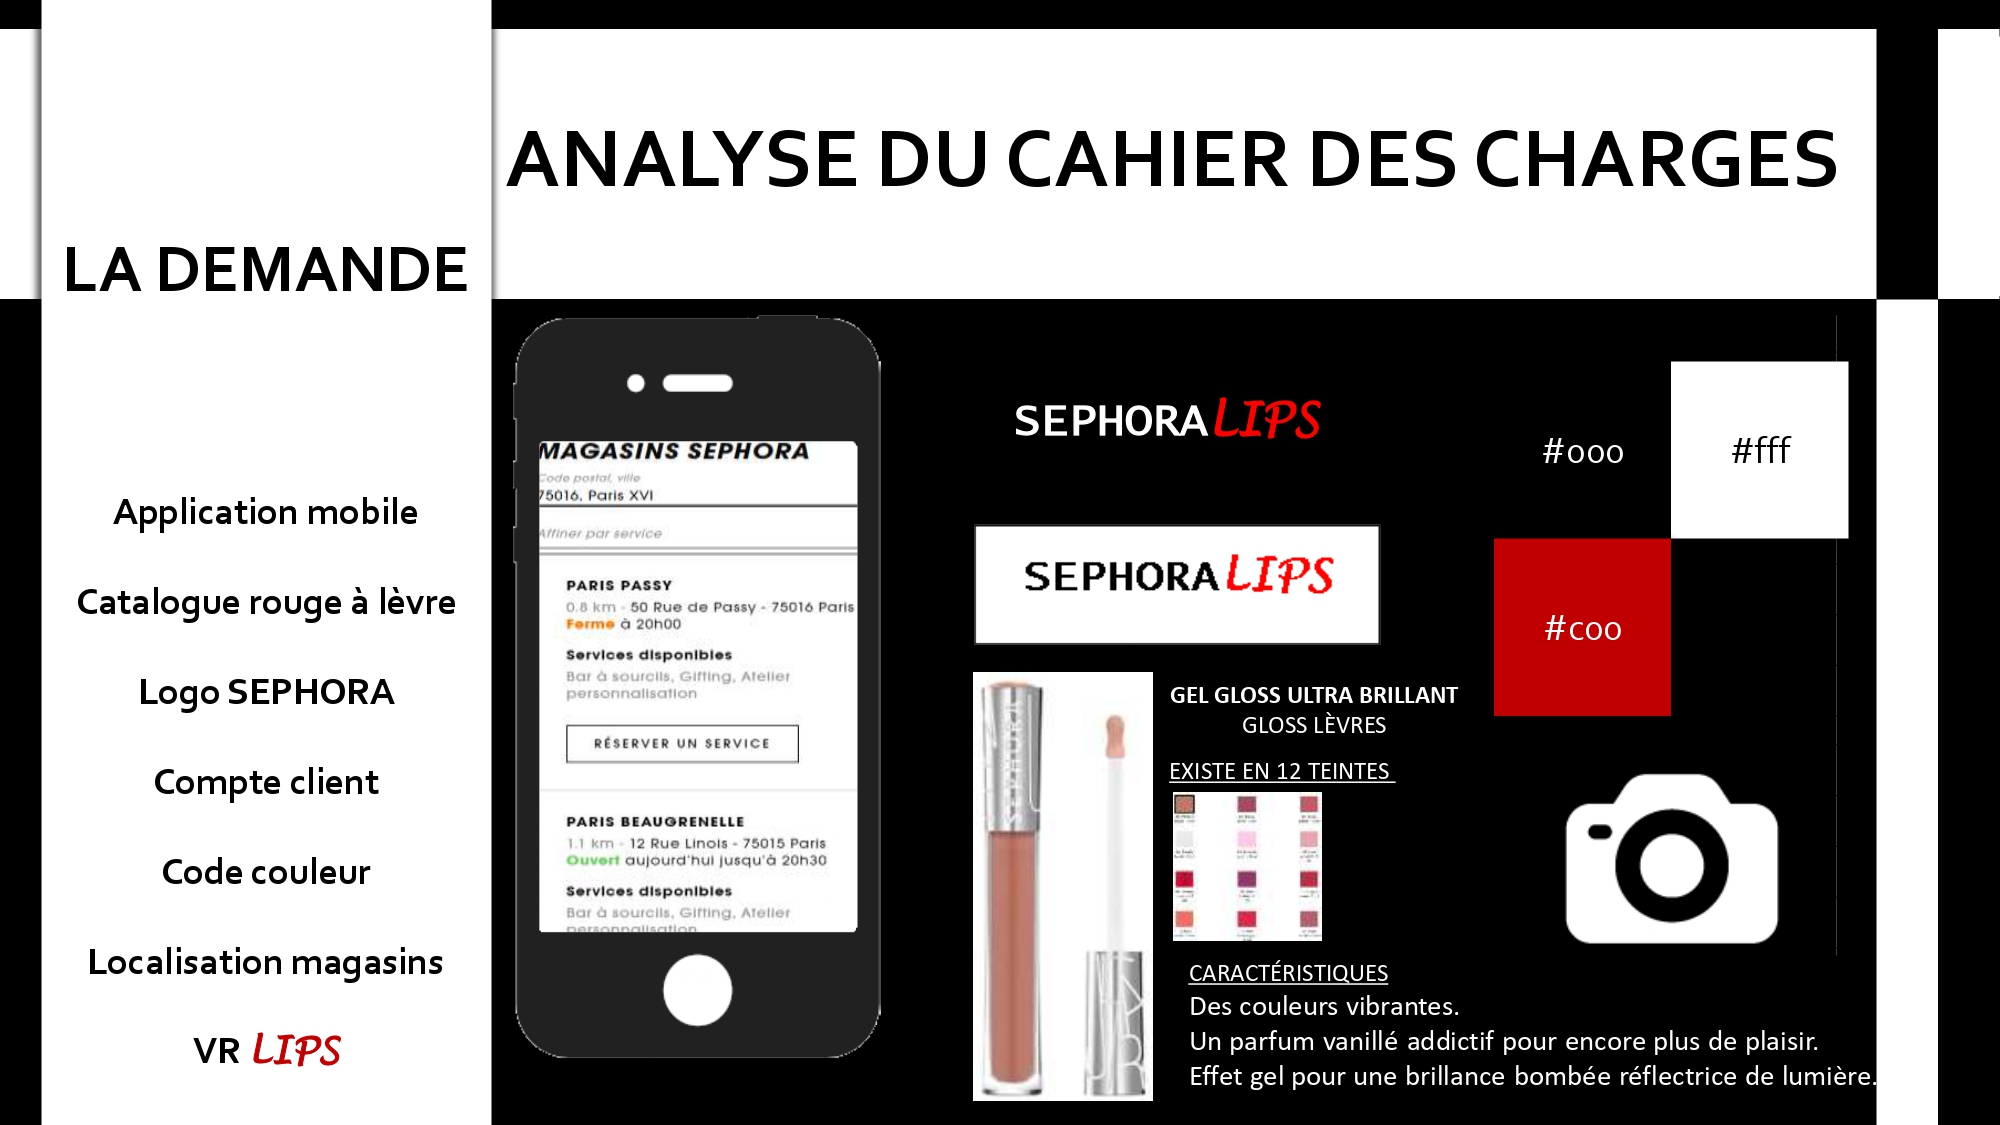 ANALYSE DU CAHIER DES CHARGES
LA DEMANDE
Application mobile
Catalogue rouge à lèvre
Logo SEPHORA
Compte client
Code couleur
Localisation magasins
VR LIPS
MAGASINS SEPHORA
Code postal, ville
75016, Paris XVI
Affiner par service
PARIS PASSY
0.8 km - 50 Rue de Passy - 75016 Paris
Ferme à 20h00
Services disponibles
Bar à sourcils, Gifting, Atelier
personnalisation
RÉSERVER UN SERVICE
PARIS BEAUGRENELLE
1.1 km - 12 Rue Linois - 75015 Paris
Ouvert aujourd'hui jusqu'à 20h30
Services disponibles
Bar à sourcils, Gifting, Atelier
personnalisation
SEPHORA LIPS
SEPHORA LIPS
#000
#fff
#c00
GEL GLOSS ULTRA BRILLANT
GLOSS LÈVRES
EXISTE EN 12 TEINTES
SEPHORA
CARACTÉRISTIQUES
Des couleurs vibrantes.
Un parfum vanillé addictif pour encore plus de plaisir.
Effet gel pour une brillance bombée réflectrice de lumière.